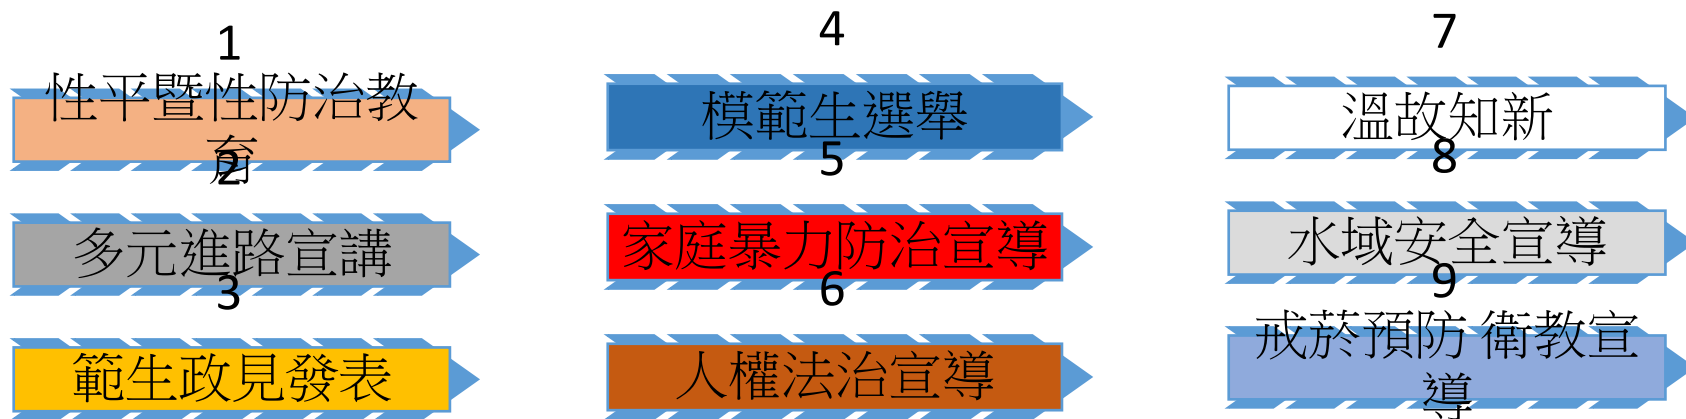 1
性平暨性防治教
育
2
多元進路宣講
3
範生政見發表
4
模範生選舉
5
家庭暴力防治宣導
6
人權法治宣導
7
溫故知新
8
水域安全宣導
9
戒菸預防 衛教宣
導